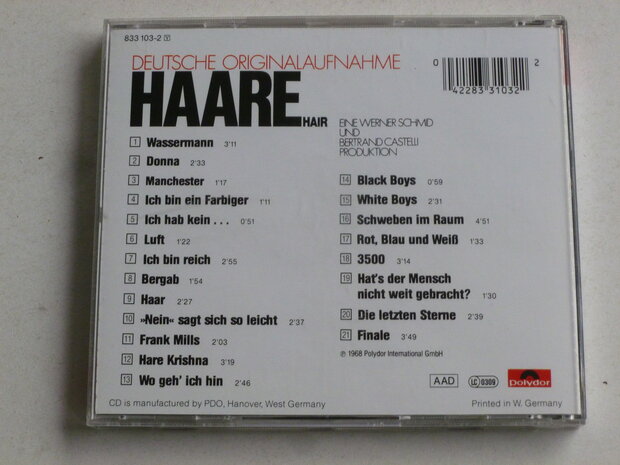 833 103-2 Y
DEUTSCHE ORIGINALAUFNAHME
HAARE HAIR
0 42283 31032 2
EINE WERNER SCHMID
UND
BERTRAND CASTELLI
PRODUKTION
1 Wassermann 3'11
2 Donna 2'33
3 Manchester 1'17
4 Ich bin ein Farbiger 1'11
5 Ich hab kein . . . 0'51
6 Luft 1'22
7 Ich bin reich 2'55
8 Bergab 1'54
9 Haar 2'27
10 »Nein« sagt sich so leicht 2'37
11 Frank Mills 2'03
12 Hare Krishna 3'19
13 Wo geh' ich hin 2'46
14 Black Boys 0'59
15 White Boys 2'31
16 Schweben im Raum 4'51
17 Rot, Blau und Weiß 1'33
18 3500 3'14
19 Hat's der Mensch
nicht weit gebracht? 1'30
20 Die letzten Sterne 2'39
21 Finale 3'49
℗ 1968 Polydor International GmbH
AAD LC 0309 Polydor
CD is manufactured by PDO, Hanover, West Germany
Printed in W. Germany